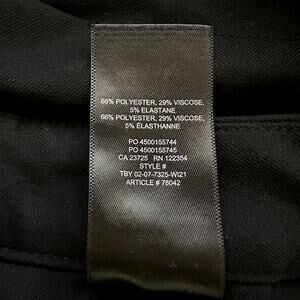 66% POLYESTER, 29% VISCOSE,
5% ELASTANE
66% POLYESTER, 29% VISCOSE,
5% ÉLASTHANNE
PO 4500155744
PO 4500155745
CA 23725 RN 122354
STYLE #
TBY 02-07-7325-WI21
ARTICLE # 78042